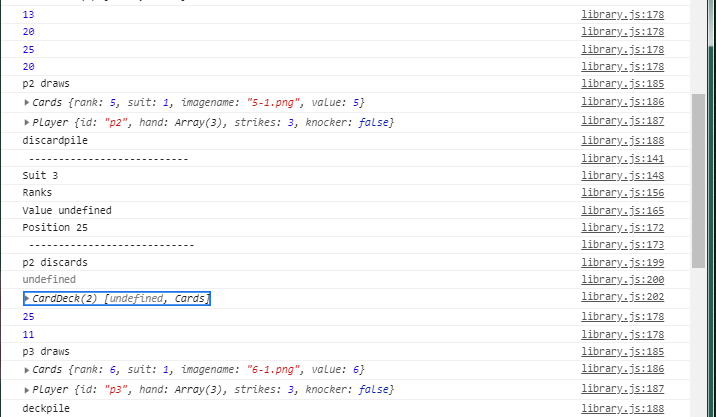 13 library.js:178
20 library.js:178
25 library.js:178
20 library.js:178
p2 draws library.js:185
▸ Cards {rank: 5, suit: 1, imagename: "5-1.png", value: 5} library.js:186
▸ Player {id: "p2", hand: Array(3), strikes: 3, knocker: false} library.js:187
discardpile library.js:188
--------------------------- library.js:141
Suit 3 library.js:148
Ranks library.js:156
Value undefined library.js:165
Position 25 library.js:172
---------------------------- library.js:173
p2 discards library.js:199
undefined library.js:200
▸ CardDeck(2) [undefined, Cards] library.js:202
25 library.js:178
11 library.js:178
p3 draws library.js:185
▸ Cards {rank: 6, suit: 1, imagename: "6-1.png", value: 6} library.js:186
▸ Player {id: "p3", hand: Array(3), strikes: 3, knocker: false} library.js:187
deckpile library.js:188